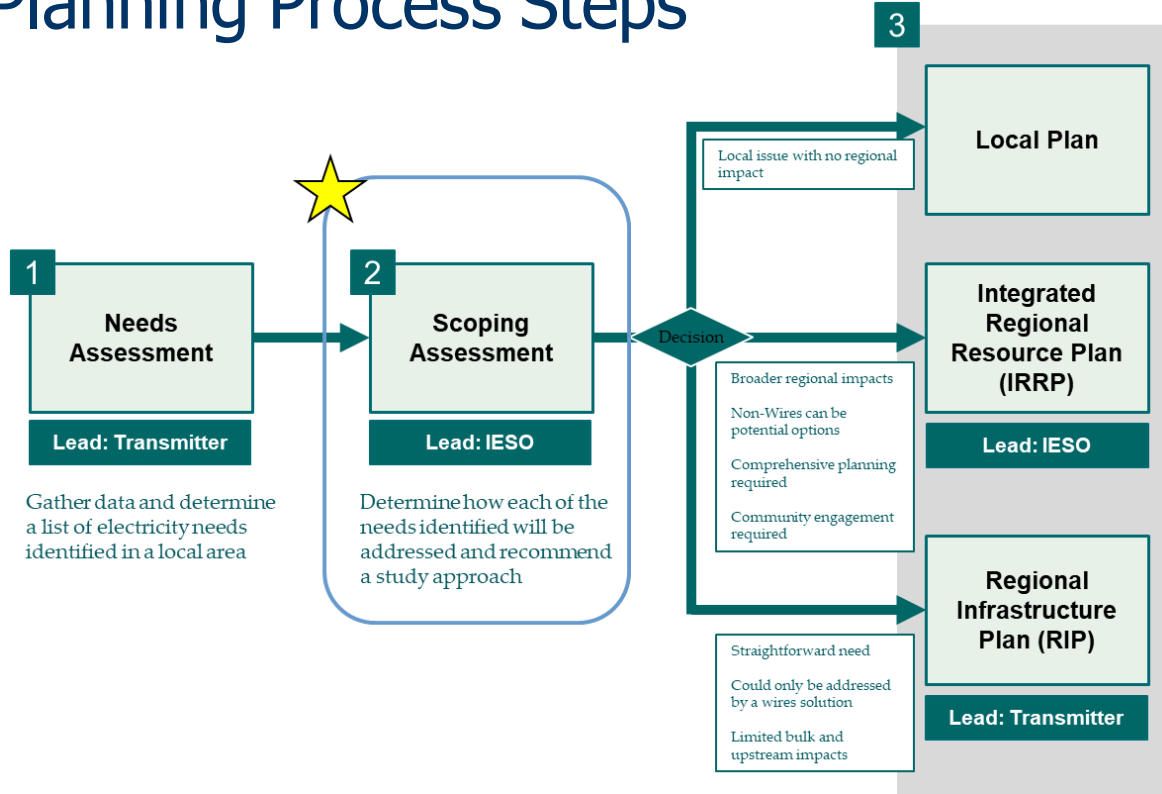 Planning Process Steps
1
Needs
Assessment
Lead: Transmitter
Gather data and determine
a list of electricity needs
identified in a local area
2
Scoping
Assessment
Lead: IESO
Determine how each of the
needs identified will be
addressed and recommend
a study approach
Decision
3
Local issue with no regional
impact
Local Plan
Broader regional impacts
Non-Wires can be
potential options
Comprehensive planning
required
Community engagement
required
Integrated
Regional
Resource Plan
(IRRP)
Lead: IESO
Straightforward need
Could only be addressed
by a wires solution
Limited bulk and
upstream impacts
Regional
Infrastructure
Plan (RIP)
Lead: Transmitter